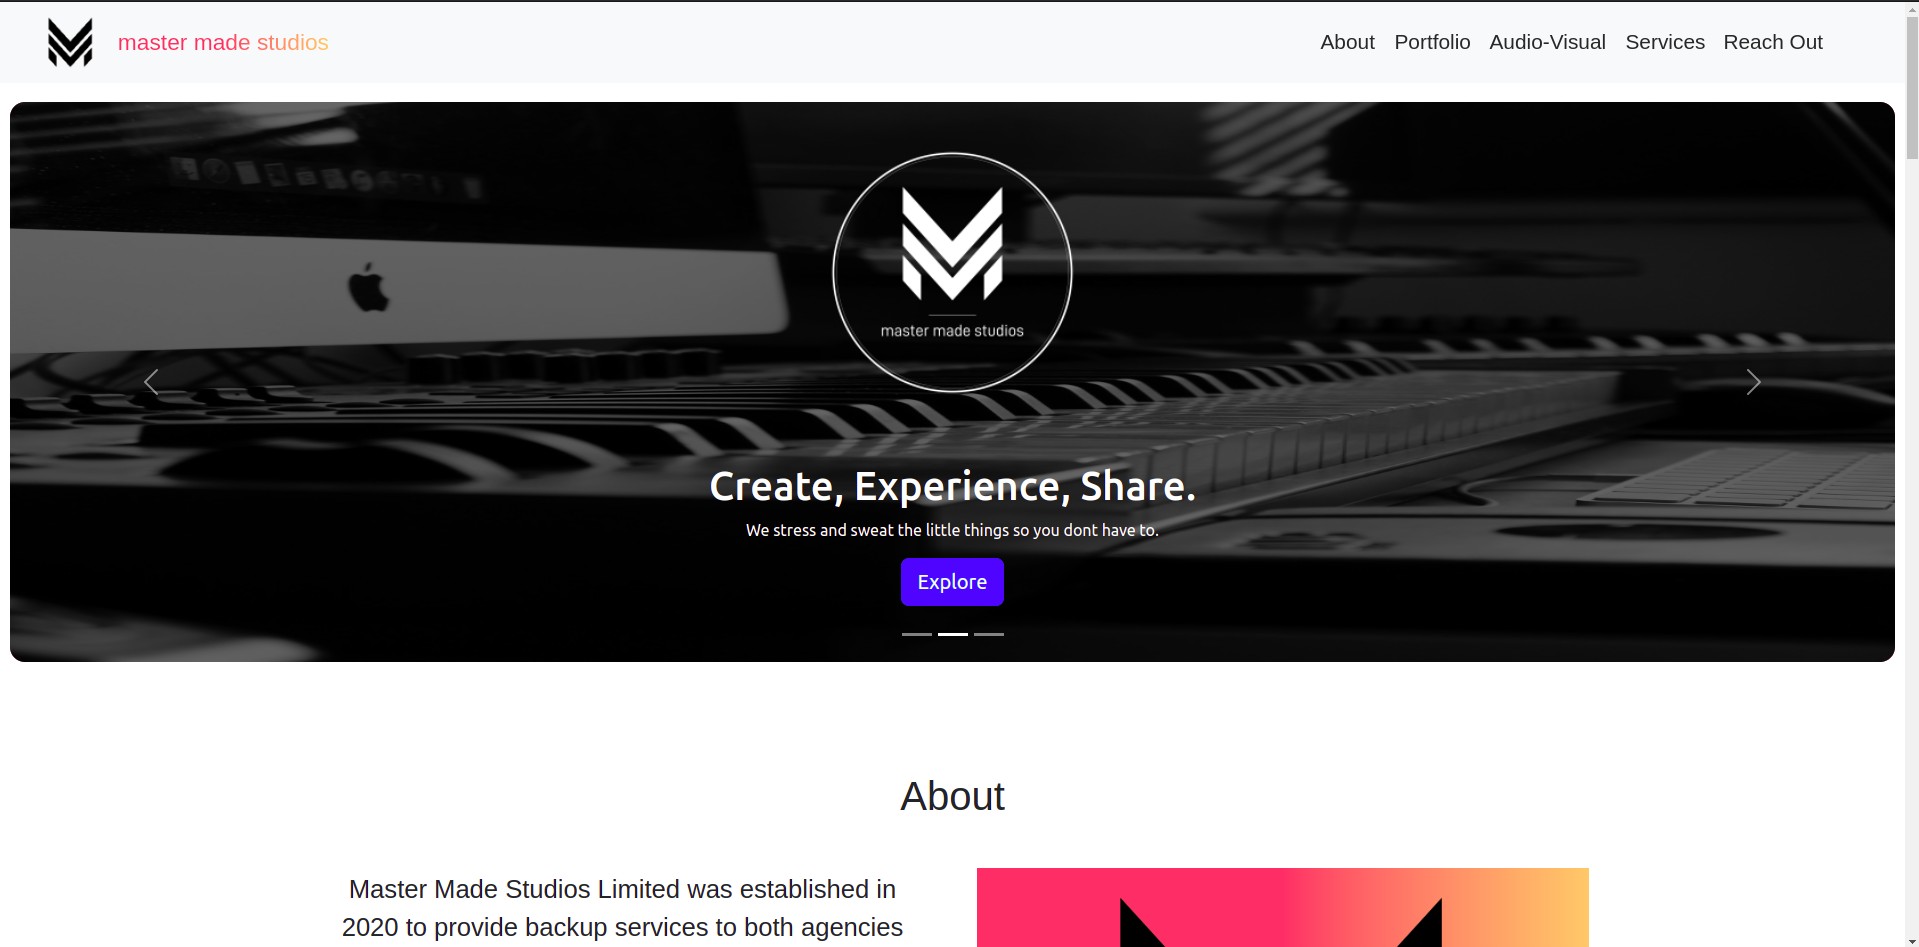 master made studios
About Portfolio Audio-Visual Services Reach Out
master made studios
Create, Experience, Share.
We stress and sweat the little things so you dont have to.
Explore
About
Master Made Studios Limited was established in
2020 to provide backup services to both agencies